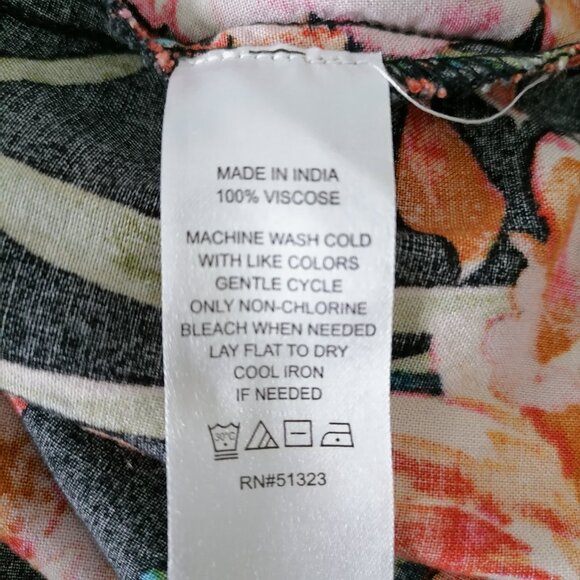 MADE IN INDIA
100% VISCOSE
MACHINE WASH COLD
WITH LIKE COLORS
GENTLE CYCLE
ONLY NON-CHLORINE
BLEACH WHEN NEEDED
LAY FLAT TO DRY
COOL IRON
IF NEEDED
30°C
RN#51323